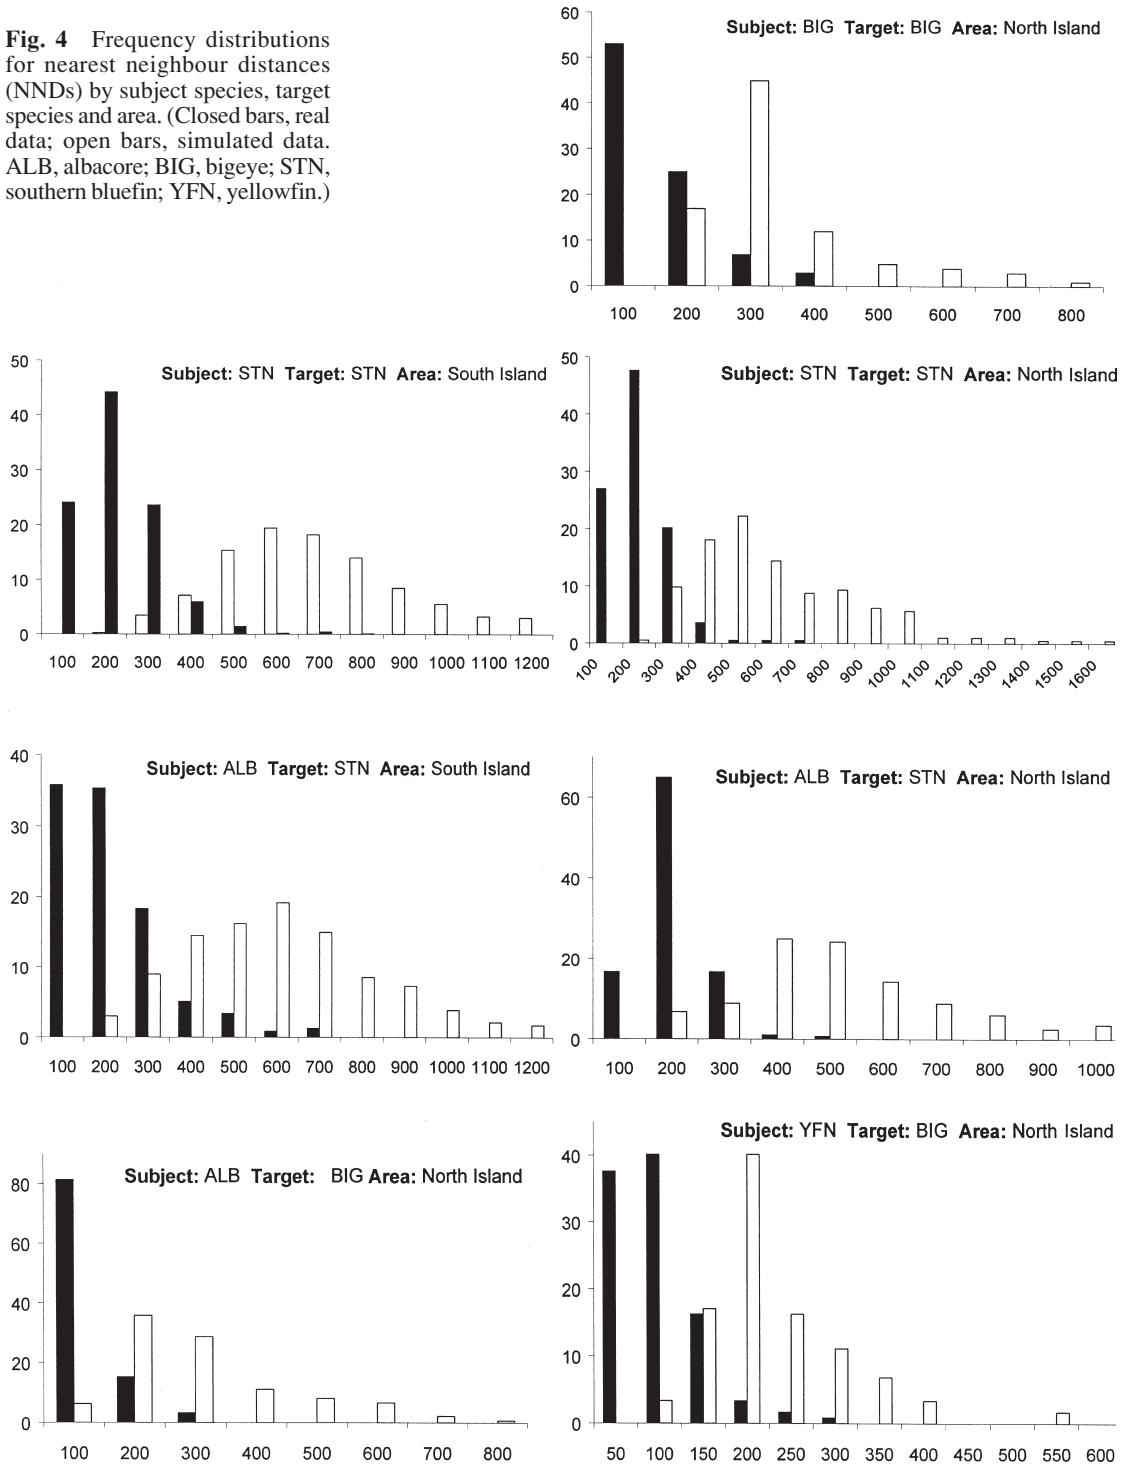 Fig. 4 Frequency distributions
for nearest neighbour distances
(NNDs) by subject species, target
species and area. (Closed bars, real
data; open bars, simulated data.
ALB, albacore; BIG, bigeye; STN,
southern bluefin; YFN, yellowfin.)
Subject: BIG Target: BIG Area: North Island
60
50
40
30
20
10
0
100 200 300 400 500 600 700 800
Subject: STN Target: STN Area: South Island
50
40
30
20
10
0
100 200 300 400 500 600 700 800 900 1000 1100 1200
Subject: STN Target: STN Area: North Island
50
40
30
20
10
0
100 200 300 400 500 600 700 800 900 1000 1100 1200 1300 1400 1500 1600
Subject: ALB Target: STN Area: South Island
40
30
20
10
0
100 200 300 400 500 600 700 800 900 1000 1100 1200
Subject: ALB Target: STN Area: North Island
60
40
20
0
100 200 300 400 500 600 700 800 900 1000
Subject: ALB Target: BIG Area: North Island
80
60
40
20
0
100 200 300 400 500 600 700 800
Subject: YFN Target: BIG Area: North Island
40
30
20
10
0
50 100 150 200 250 300 350 400 450 500 550 600